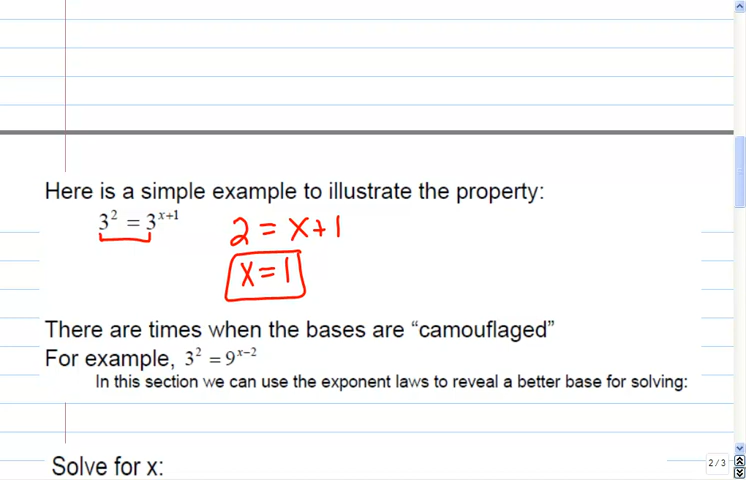 Here is a simple example to illustrate the property:
3² = 3ˣ⁺¹ 2 = x+1
x = 1
There are times when the bases are “camouflaged”
For example, 3² = 9ˣ⁻²
In this section we can use the exponent laws to reveal a better base for solving:
Solve for x:
2 / 3